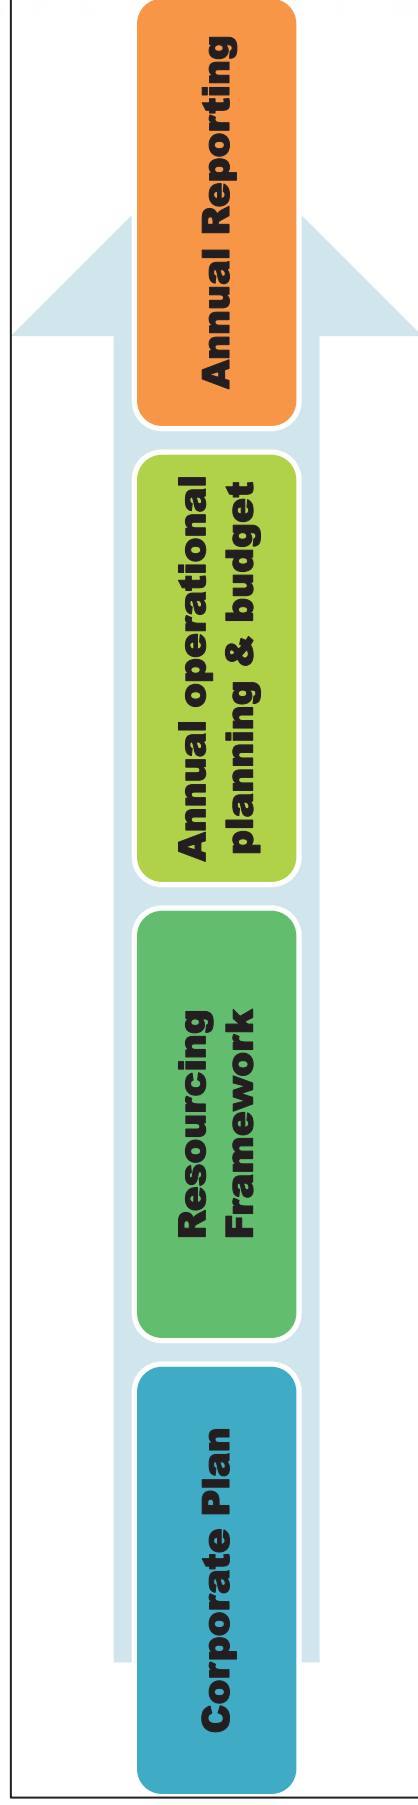 Corporate Plan
Resourcing
Framework
Annual operational
planning & budget
Annual Reporting